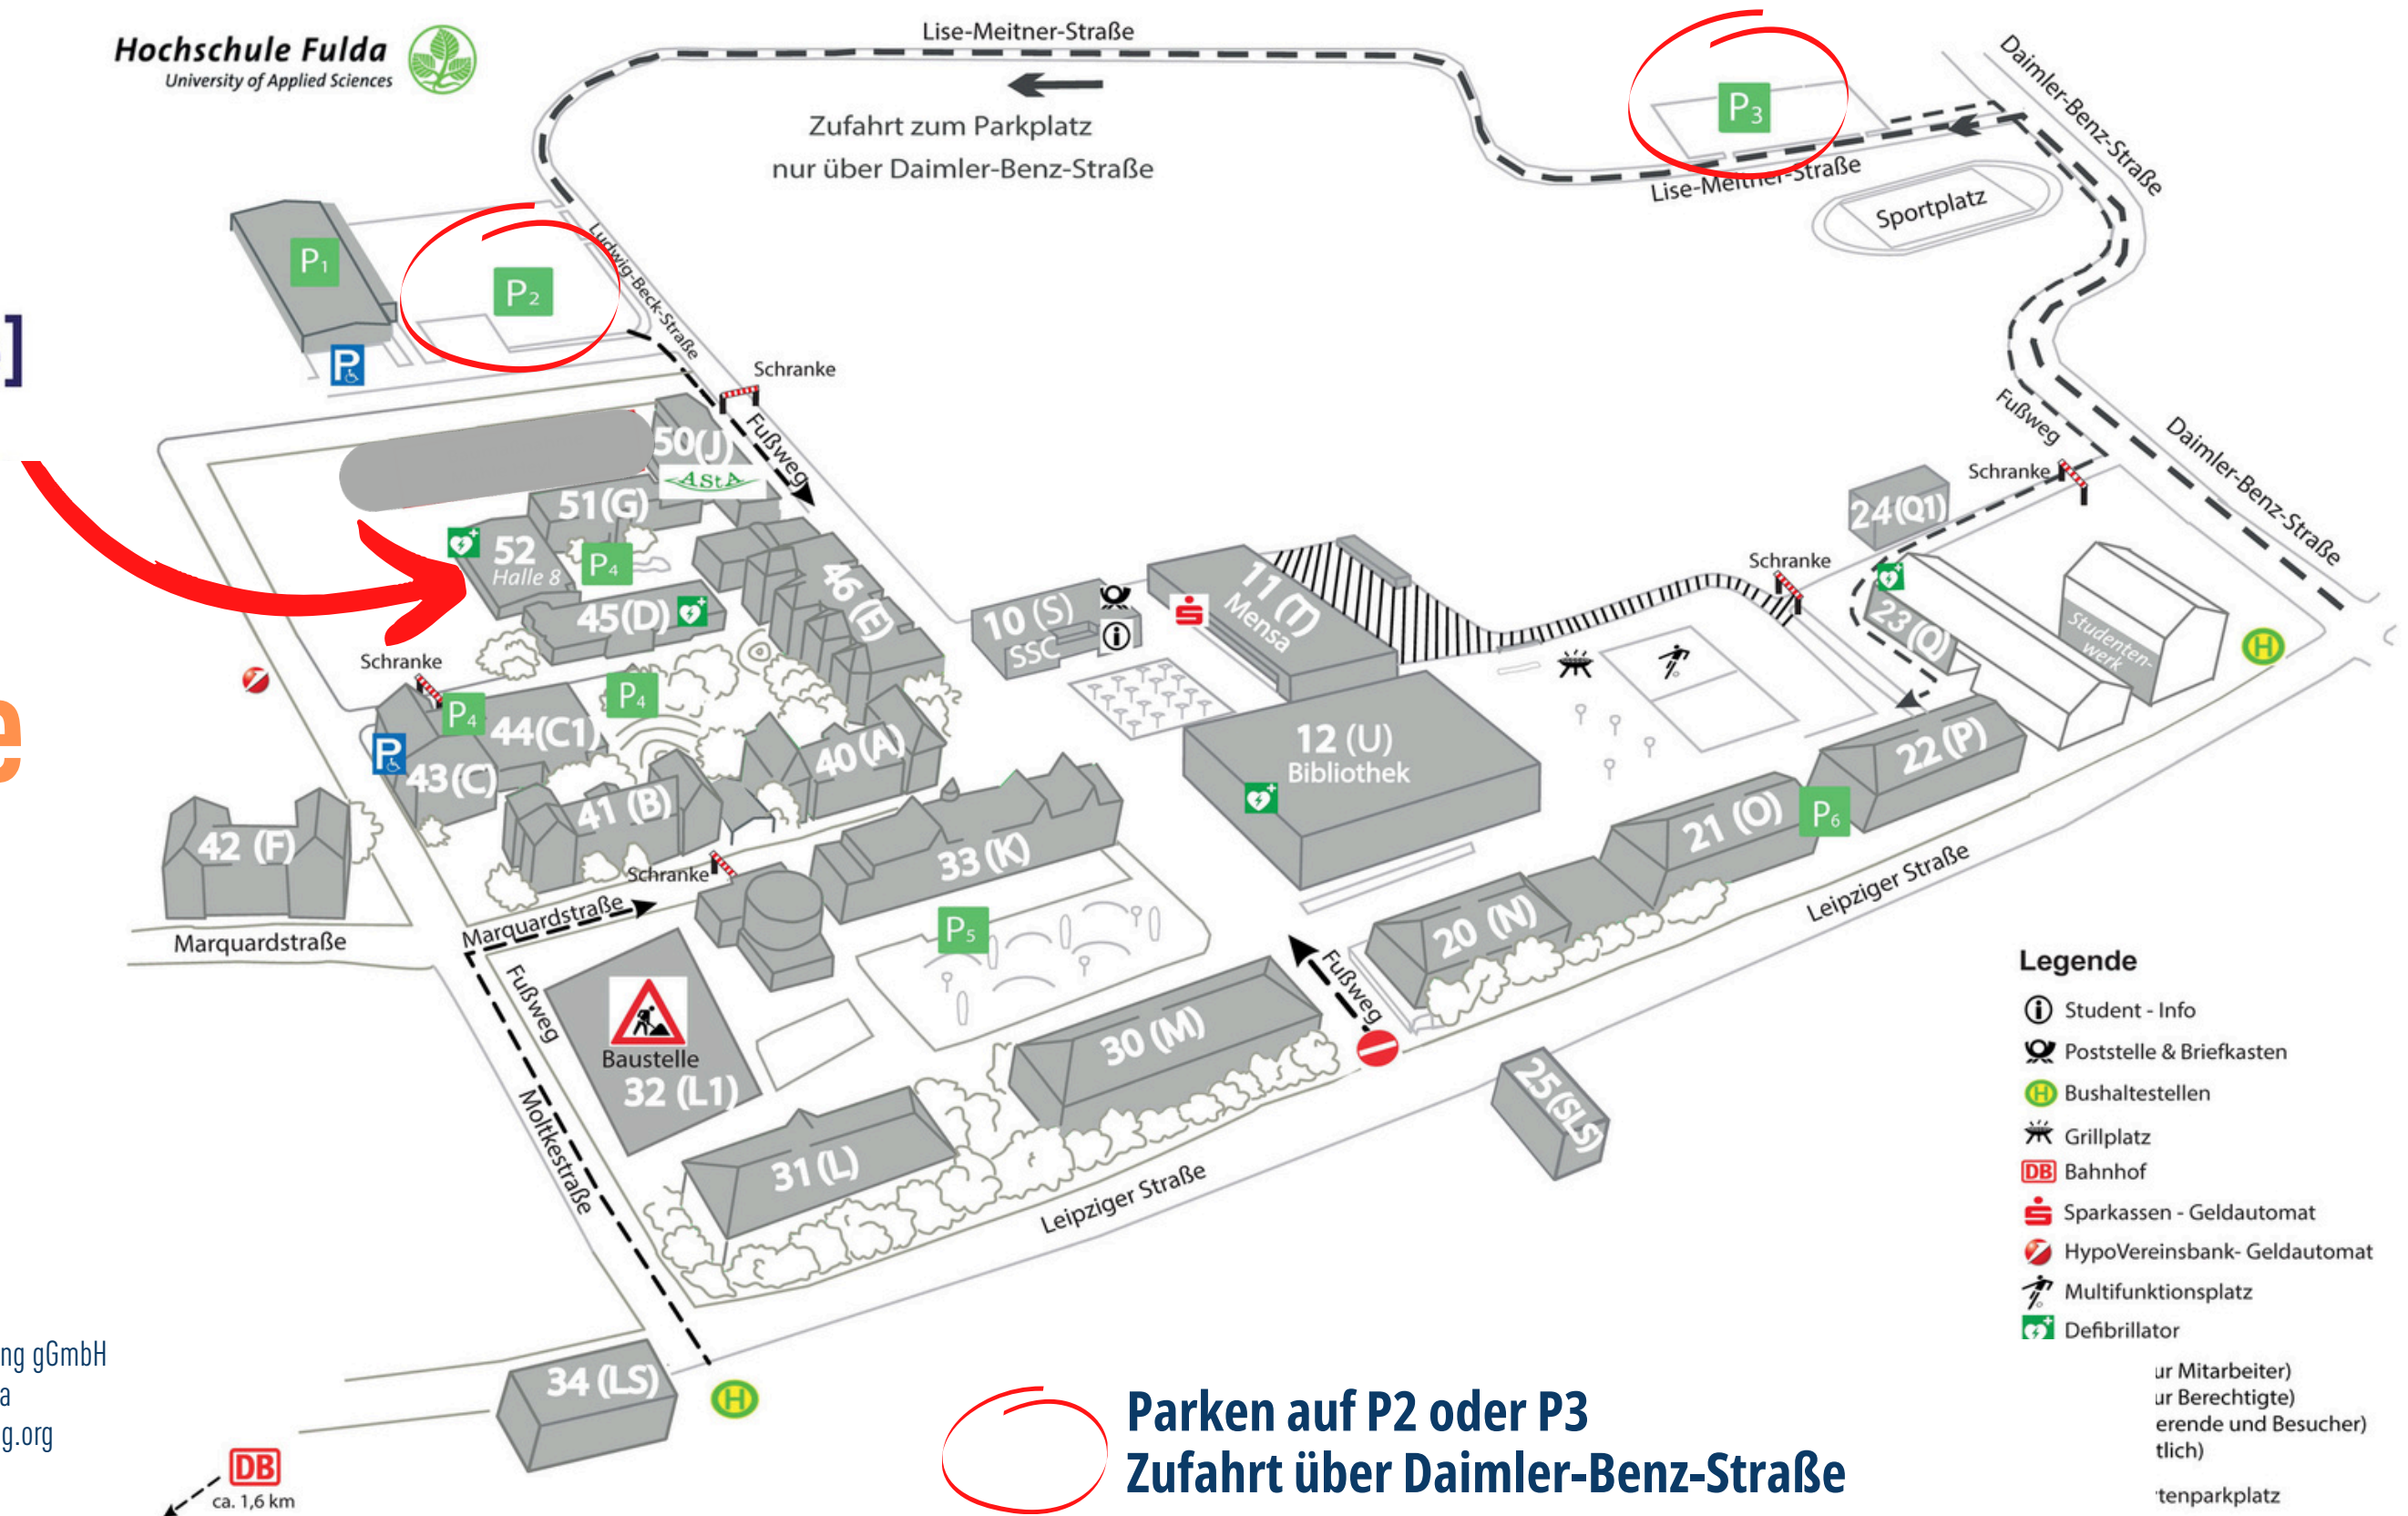 Hochschule Fulda
University of Applied Sciences
Lise-Meitner-Straße
Zufahrt zum Parkplatz
nur über Daimler-Benz-Straße
P3
Lise-Meitner-Straße
Daimler-Benz-Straße
Sportplatz
P1
P2
P
Ludwig-Beck-Straße
]
Schranke
Fußweg
Fußweg
Daimler-Benz-Straße
Schranke
50(J)
AStA
51(G)
52
Halle 8
P4
45(D)
46 (E)
10 (S)
SSC
11 (T)
Mensa
Schranke
24(Q1)
23 (Q)
Studenten-
werk
H
Schranke
P4
P4
44(C1)
P
43(C)
40(A)
41 (B)
42 (F)
12 (U)
Bibliothek
22 (P)
21 (O)
P6
Schranke
33 (K)
Marquardstraße
Marquardstraße
P5
20 (N)
Leipziger Straße
Fußweg
Fußweg
Baustelle
32 (L1)
30 (M)
25(SLS)
Moltkestraße
31 (L)
Leipziger Straße
34 (LS)
H
DB
ca. 1,6 km
e
ng gGmbH
a
g.org
Legende
Student - Info
Poststelle & Briefkasten
H Bushaltestellen
Grillplatz
DB Bahnhof
Sparkassen - Geldautomat
HypoVereinsbank- Geldautomat
Multifunktionsplatz
Defibrillator
ur Mitarbeiter)
ur Berechtigte)
erende und Besucher)
tlich)
tenparkplatz
Parken auf P2 oder P3
Zufahrt über Daimler-Benz-Straße